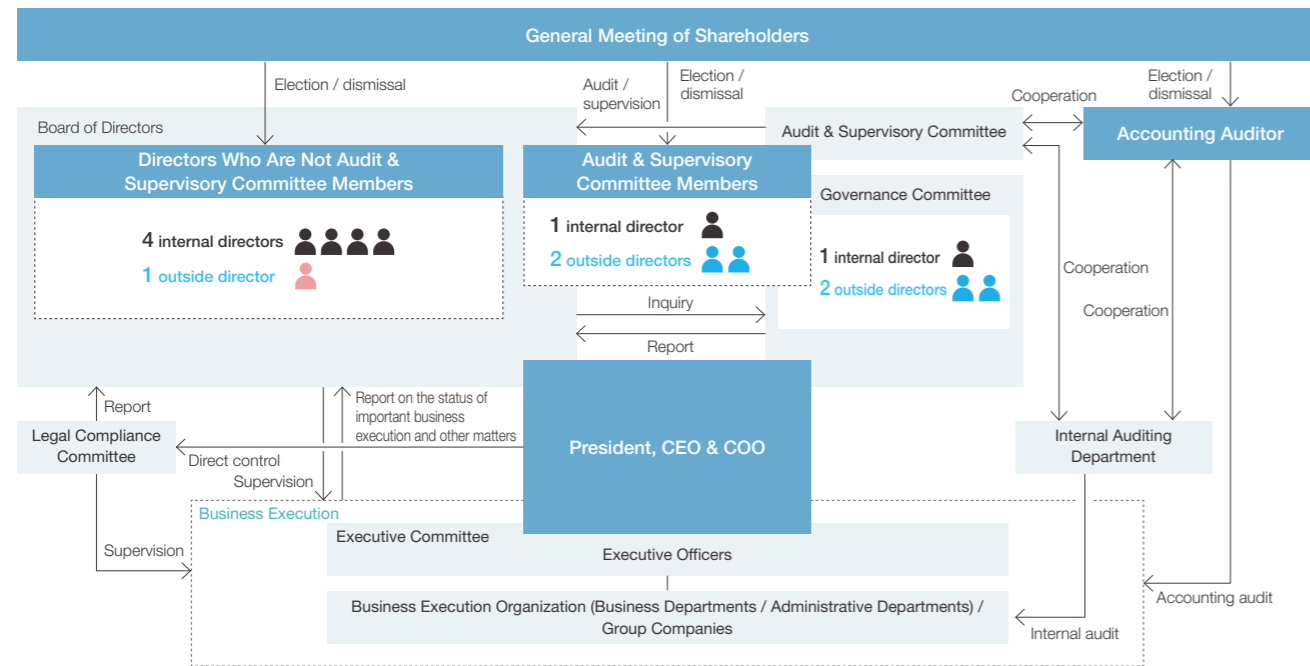 General Meeting of Shareholders
Election / dismissal
Audit /
supervision
Election /
dismissal
Election /
dismissal
Cooperation
Board of Directors
Audit & Supervisory Committee
Accounting Auditor
Directors Who Are Not Audit &
Supervisory Committee Members
Audit & Supervisory
Committee Members
Governance Committee
4 internal directors
1 outside director
1 internal director
2 outside directors
1 internal director
2 outside directors
Cooperation
Cooperation
Inquiry
Report
Report
Report on the status of
important business
execution and other matters
Legal Compliance
Committee
Direct control
Supervision
President, CEO & COO
Internal Auditing
Department
Business Execution
Executive Committee
Executive Officers
Supervision
Business Execution Organization (Business Departments / Administrative Departments) /
Group Companies
Accounting audit
Internal audit